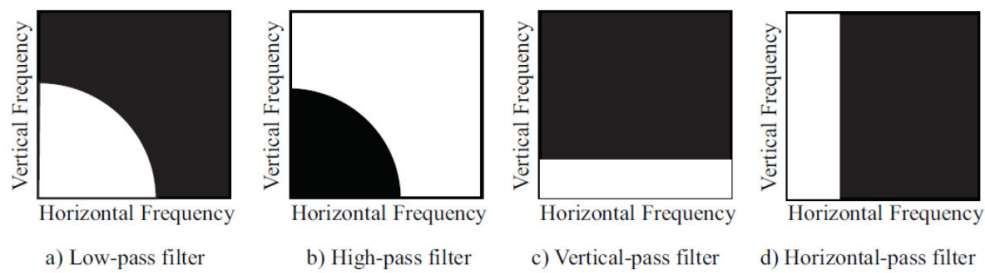 Vertical Frequency
Horizontal Frequency
a) Low-pass filter
Vertical Frequency
Horizontal Frequency
b) High-pass filter
Vertical Frequency
Horizontal Frequency
c) Vertical-pass filter
Vertical Frequency
Horizontal Frequency
d) Horizontal-pass filter